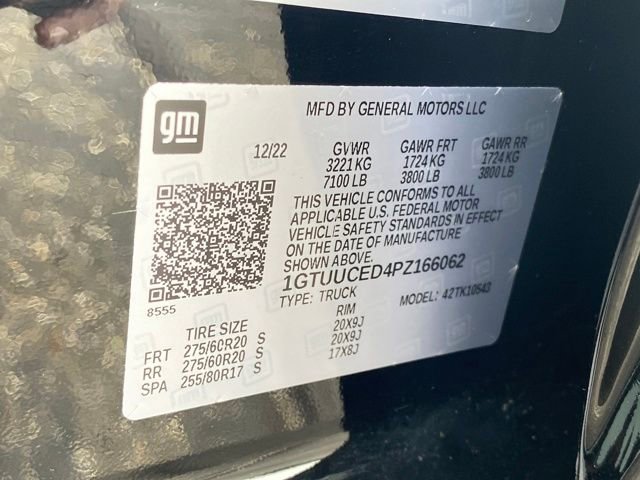 gm
MFD BY GENERAL MOTORS LLC
12/22 GVWR GAWR FRT GAWR RR
3221 KG 1724 KG 1724 KG
7100 LB 3800 LB 3800 LB
THIS VEHICLE CONFORMS TO ALL
APPLICABLE U.S. FEDERAL MOTOR
VEHICLE SAFETY STANDARDS IN EFFECT
ON THE DATE OF MANUFACTURE
SHOWN ABOVE.
1GTUUCED4PZ166062
TYPE: TRUCK MODEL: 42TK10543
8555
TIRE SIZE RIM
FRT 275/60R20 S 20X9J
RR 275/60R20 S 20X9J
SPA 255/80R17 S 17X8J